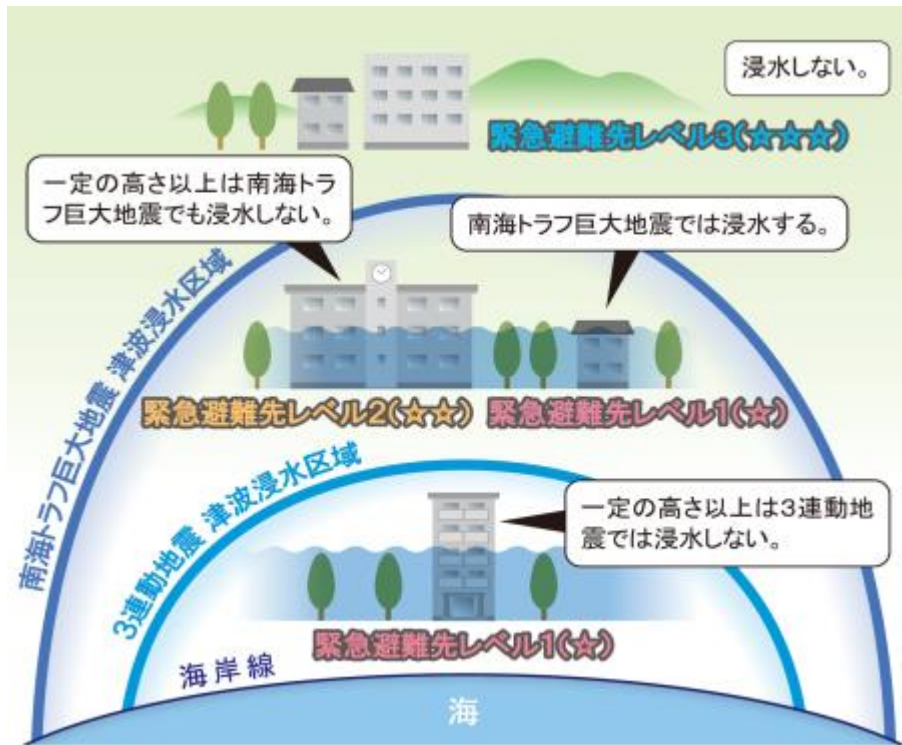 浸水しない。
緊急避難先レベル3(☆☆☆)
一定の高さ以上は南海トラ
フ巨大地震でも浸水しない。
南海トラフ巨大地震では浸水する。
南海トラフ巨大地震 津波浸水区域
緊急避難先レベル2(☆☆)
緊急避難先レベル1(☆)
3連動地震 津波浸水区域
一定の高さ以上は3連動地
震では浸水しない。
緊急避難先レベル1(☆)
海岸線
海